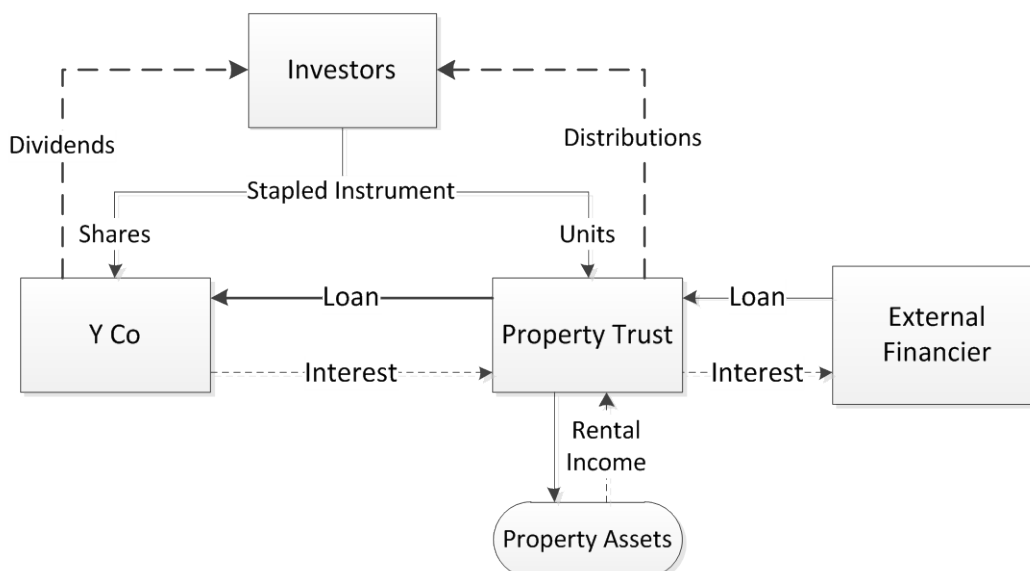 Investors
Dividends
Distributions
Stapled Instrument
Shares
Units
Loan
Loan
Y Co
Property Trust
External
Financier
Interest
Interest
Rental
Income
Property Assets